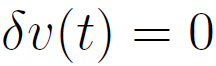 δv(t) = 0